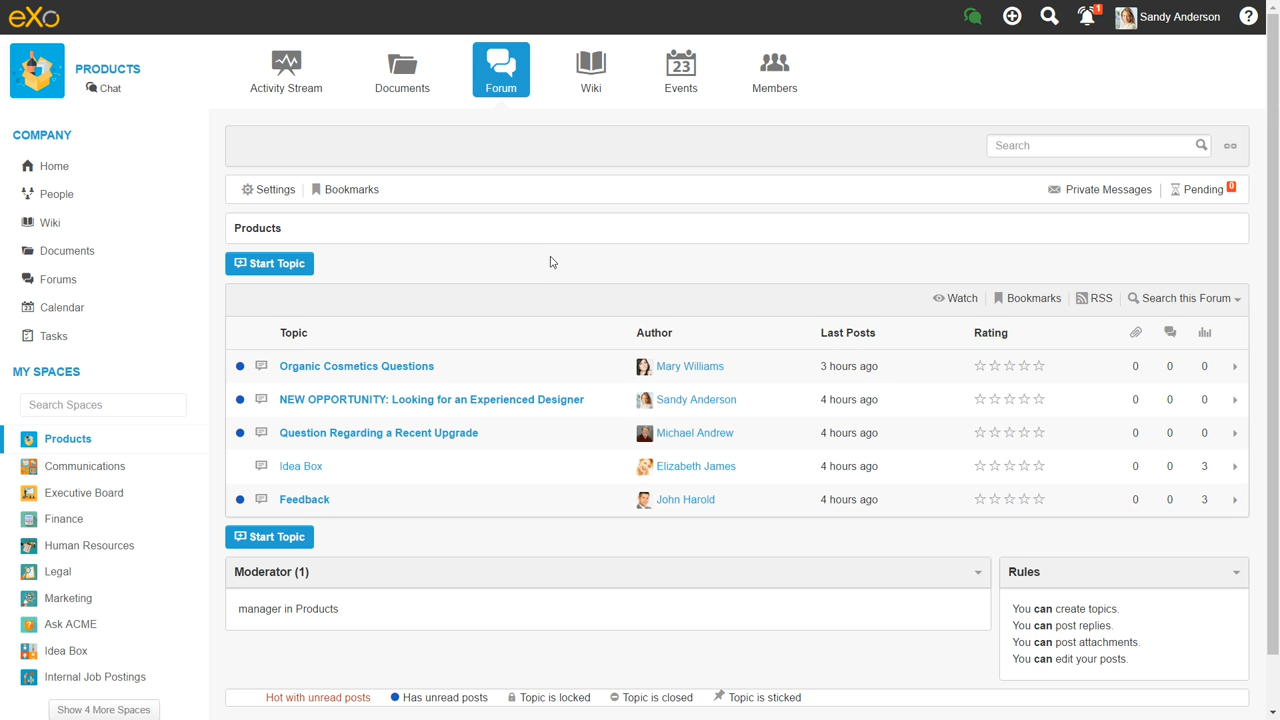 eXo
1
Sandy Anderson
?
PRODUCTS
Chat
Activity Stream
Documents
Forum
Wiki
23
Events
Members
COMPANY
Home
People
Wiki
Documents
Forums
Calendar
Tasks
MY SPACES
Search Spaces
Products
Communications
Executive Board
Finance
Human Resources
Legal
Marketing
Ask ACME
Idea Box
Internal Job Postings
Show 4 More Spaces
Search
Settings
Bookmarks
Private Messages
Pending 0
Products
Start Topic
Watch
Bookmarks
RSS
Search this Forum
Topic Author Last Posts Rating
Organic Cosmetics Questions Mary Williams 3 hours ago 0 0 0
NEW OPPORTUNITY: Looking for an Experienced Designer Sandy Anderson 4 hours ago 0 0 0
Question Regarding a Recent Upgrade Michael Andrew 4 hours ago 0 0 0
Idea Box Elizabeth James 4 hours ago 0 0 3
Feedback John Harold 4 hours ago 0 0 3
Start Topic
Moderator (1)
manager in Products
Rules
You can create topics.
You can post replies.
You can post attachments.
You can edit your posts.
Hot with unread posts Has unread posts Topic is locked Topic is closed Topic is sticked